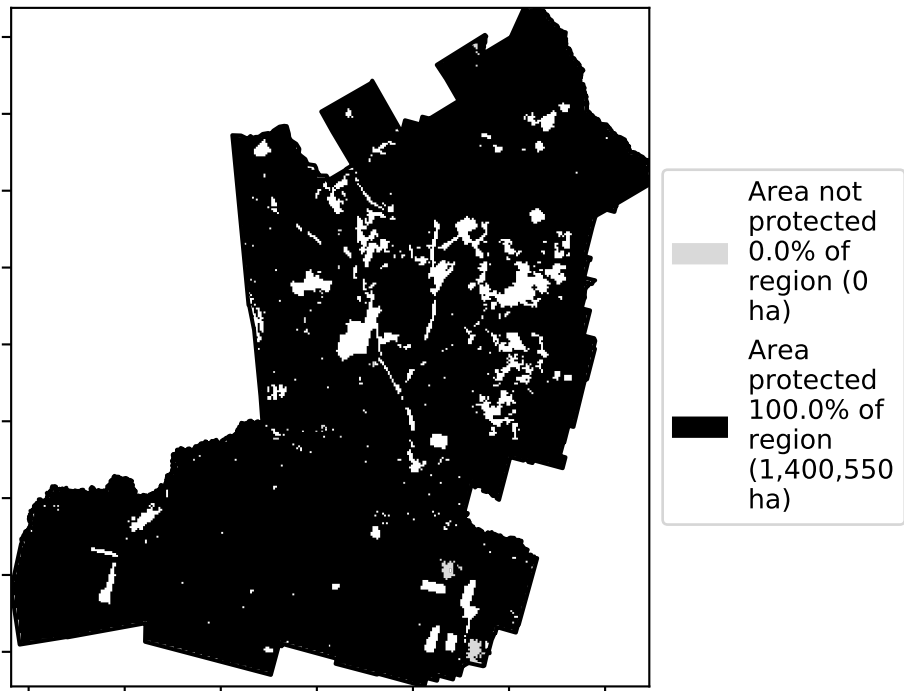 Area not
protected
0.0% of
region (0
ha)
Area
protected
100.0% of
region
(1,400,550
ha)